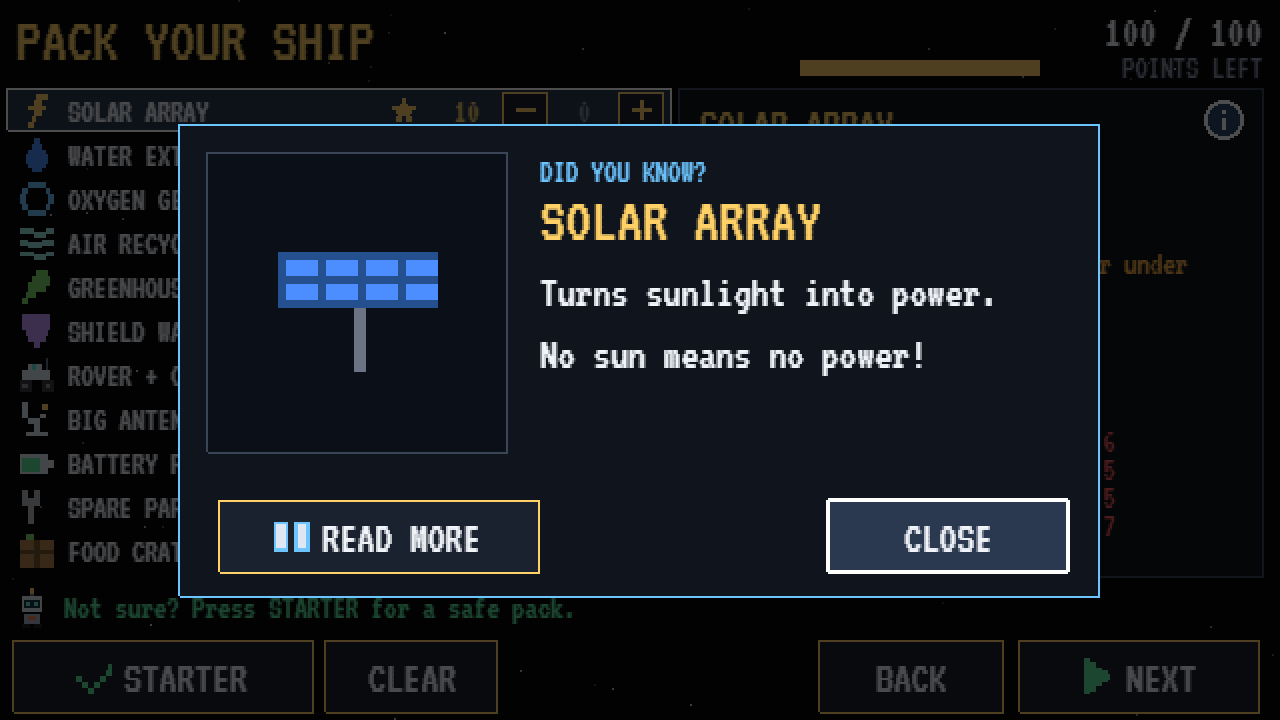 PACK YOUR SHIP
100 / 100
POINTS LEFT
SOLAR ARRAY 10 - 0 +
SOLAR ARRAY
i
WATER EXT
OXYGEN GE
AIR RECYC
GREENHOUS
SHIELD WA
ROVER + C
BIG ANTEN
BATTERY
SPARE PAR
FOOD CRAT
DID YOU KNOW?
SOLAR ARRAY
Turns sunlight into power.
No sun means no power!
READ MORE
CLOSE
r under
6
5
5
7
Not sure? Press STARTER for a safe pack.
STARTER
CLEAR
BACK
NEXT